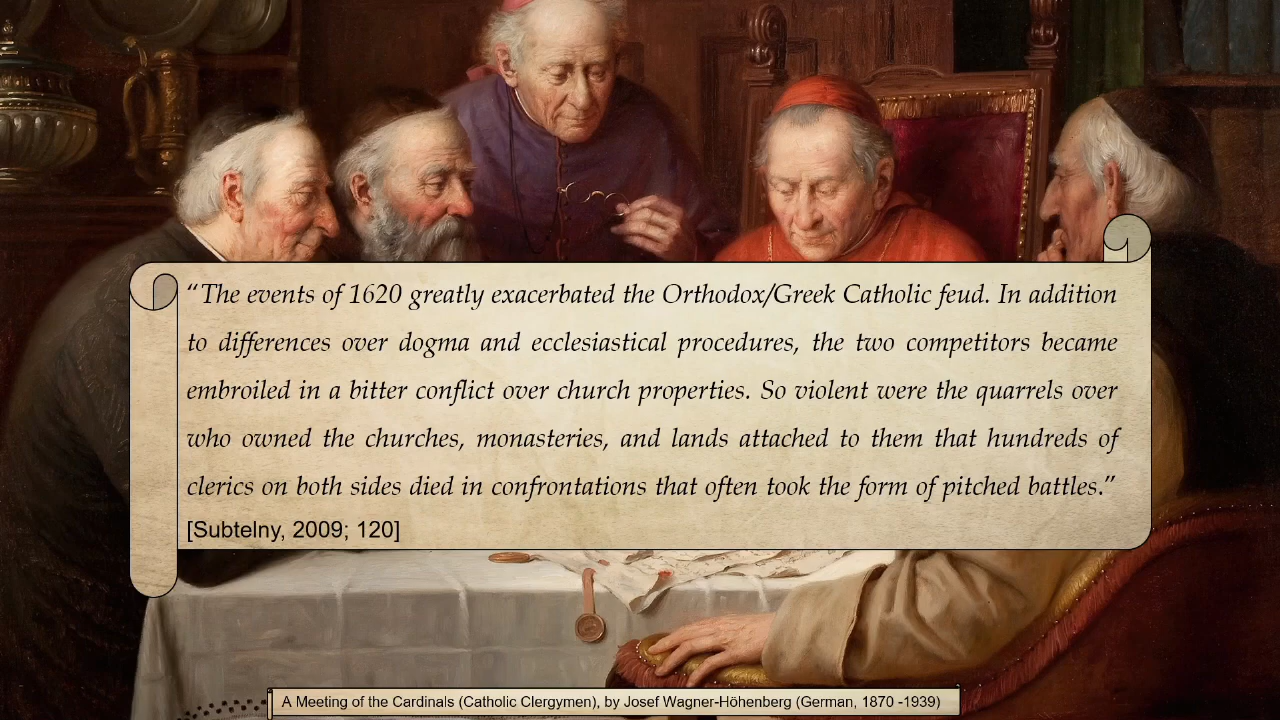 “The events of 1620 greatly exacerbated the Orthodox/Greek Catholic feud. In addition
to differences over dogma and ecclesiastical procedures, the two competitors became
embroiled in a bitter conflict over church properties. So violent were the quarrels over
who owned the churches, monasteries, and lands attached to them that hundreds of
clerics on both sides died in confrontations that often took the form of pitched battles.”
[Subtelny, 2009; 120]
A Meeting of the Cardinals (Catholic Clergymen), by Josef Wagner-Höhenberg (German, 1870 -1939)